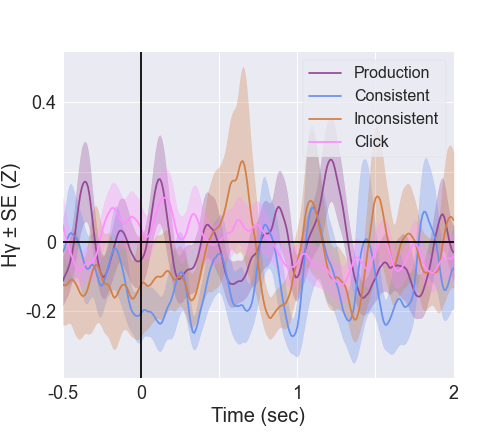 Production
Consistent
Inconsistent
Click
Hγ ± SE (Z)
0.4
0
-0.2
-0.5
0
1
2
Time (sec)